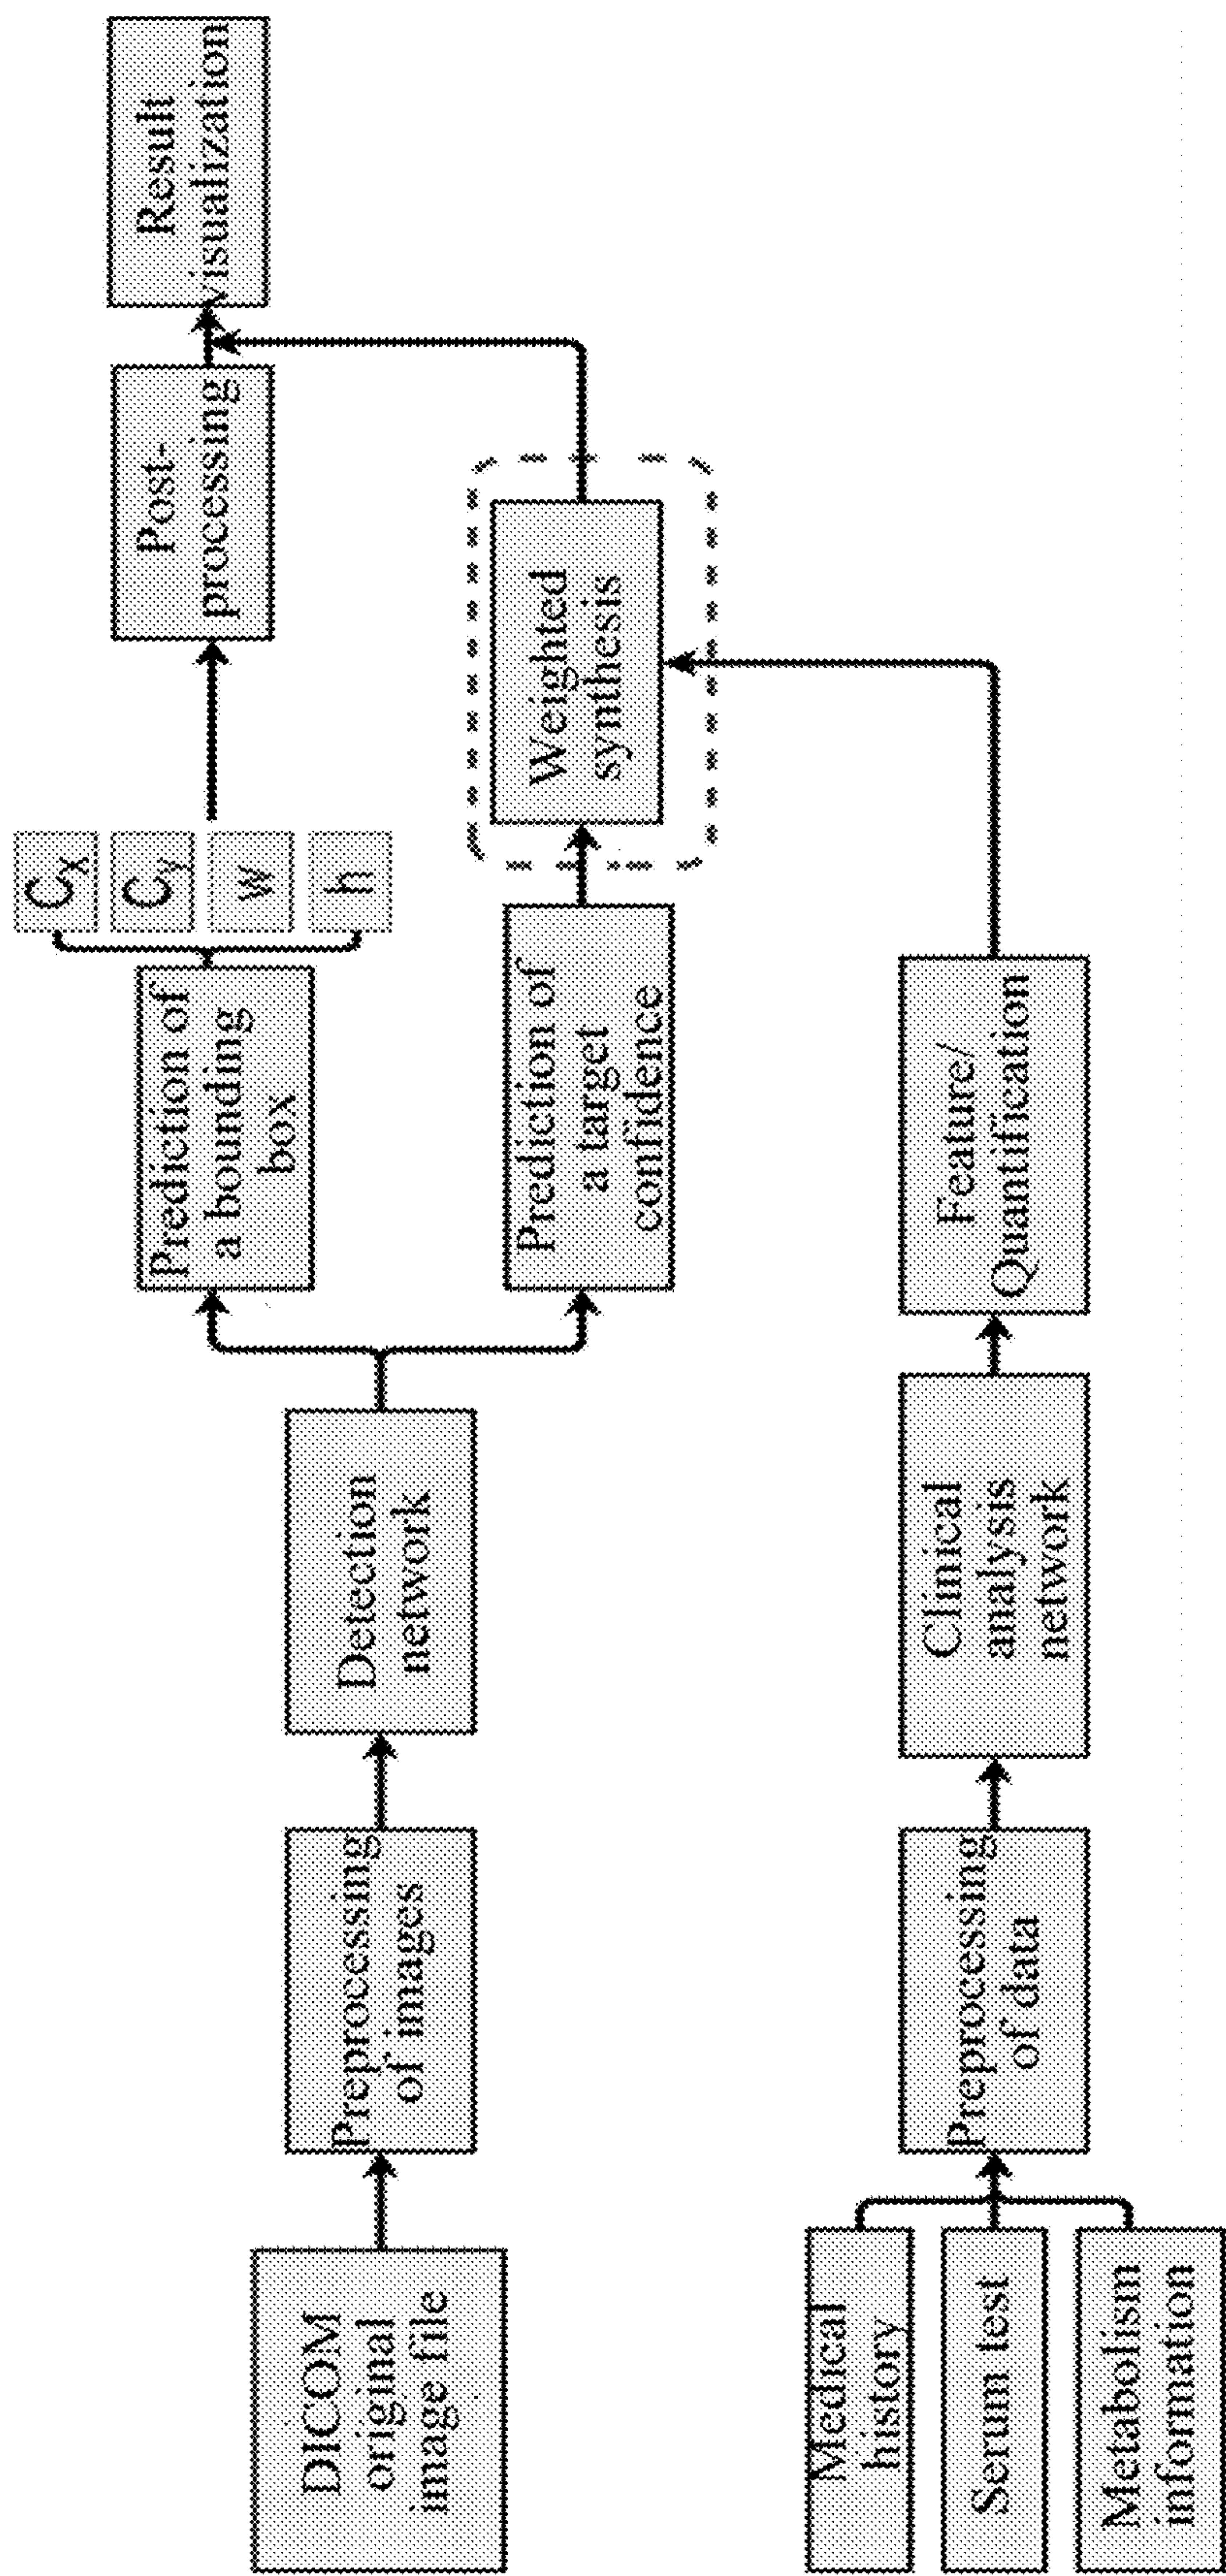 DICOM
original
image file
Preprocessing
of images
Detection
network
Prediction of
a bounding
box
Cx
Cy
w
h
Post-
processing
Result
visualization
Prediction of
a target
confidence
Weighted
synthesis
Medical
history
Serum test
Metabolism
information
Preprocessing
of data
Clinical
analysis
network
Feature/
Quantification